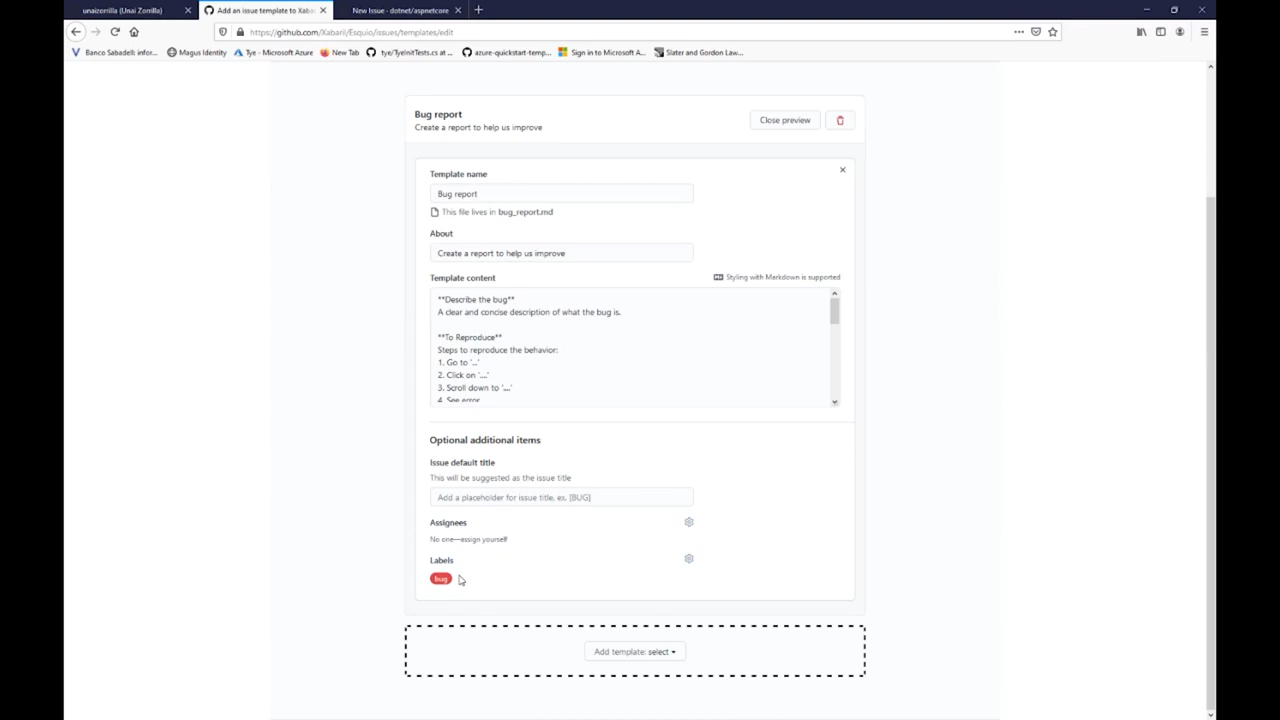 unaizorrilla (Unai Zorrilla)
Add an issue template to Xaba
New Issue - dotnet/aspnetcore
https://github.com/Xabaril/Esquio/issues/templates/edit
Banco Sabadell: infor...
Magus Identity
Tye - Microsoft Azure
New Tab
tye/TyeInitTests.cs at ...
azure-quickstart-temp...
Sign in to Microsoft A...
Slater and Gordon Law...
Bug report
Create a report to help us improve
Close preview
Template name
Bug report
This file lives in bug_report.md
About
Create a report to help us improve
Template content
Styling with Markdown is supported
**Describe the bug**
A clear and concise description of what the bug is.
**To Reproduce**
Steps to reproduce the behavior:
1. Go to '...'
2. Click on '....'
3. Scroll down to '....'
4. See error
Optional additional items
Issue default title
This will be suggested as the issue title
Add a placeholder for issue title, ex. [BUG]
Assignees
No one—assign yourself
Labels
bug
Add template: select